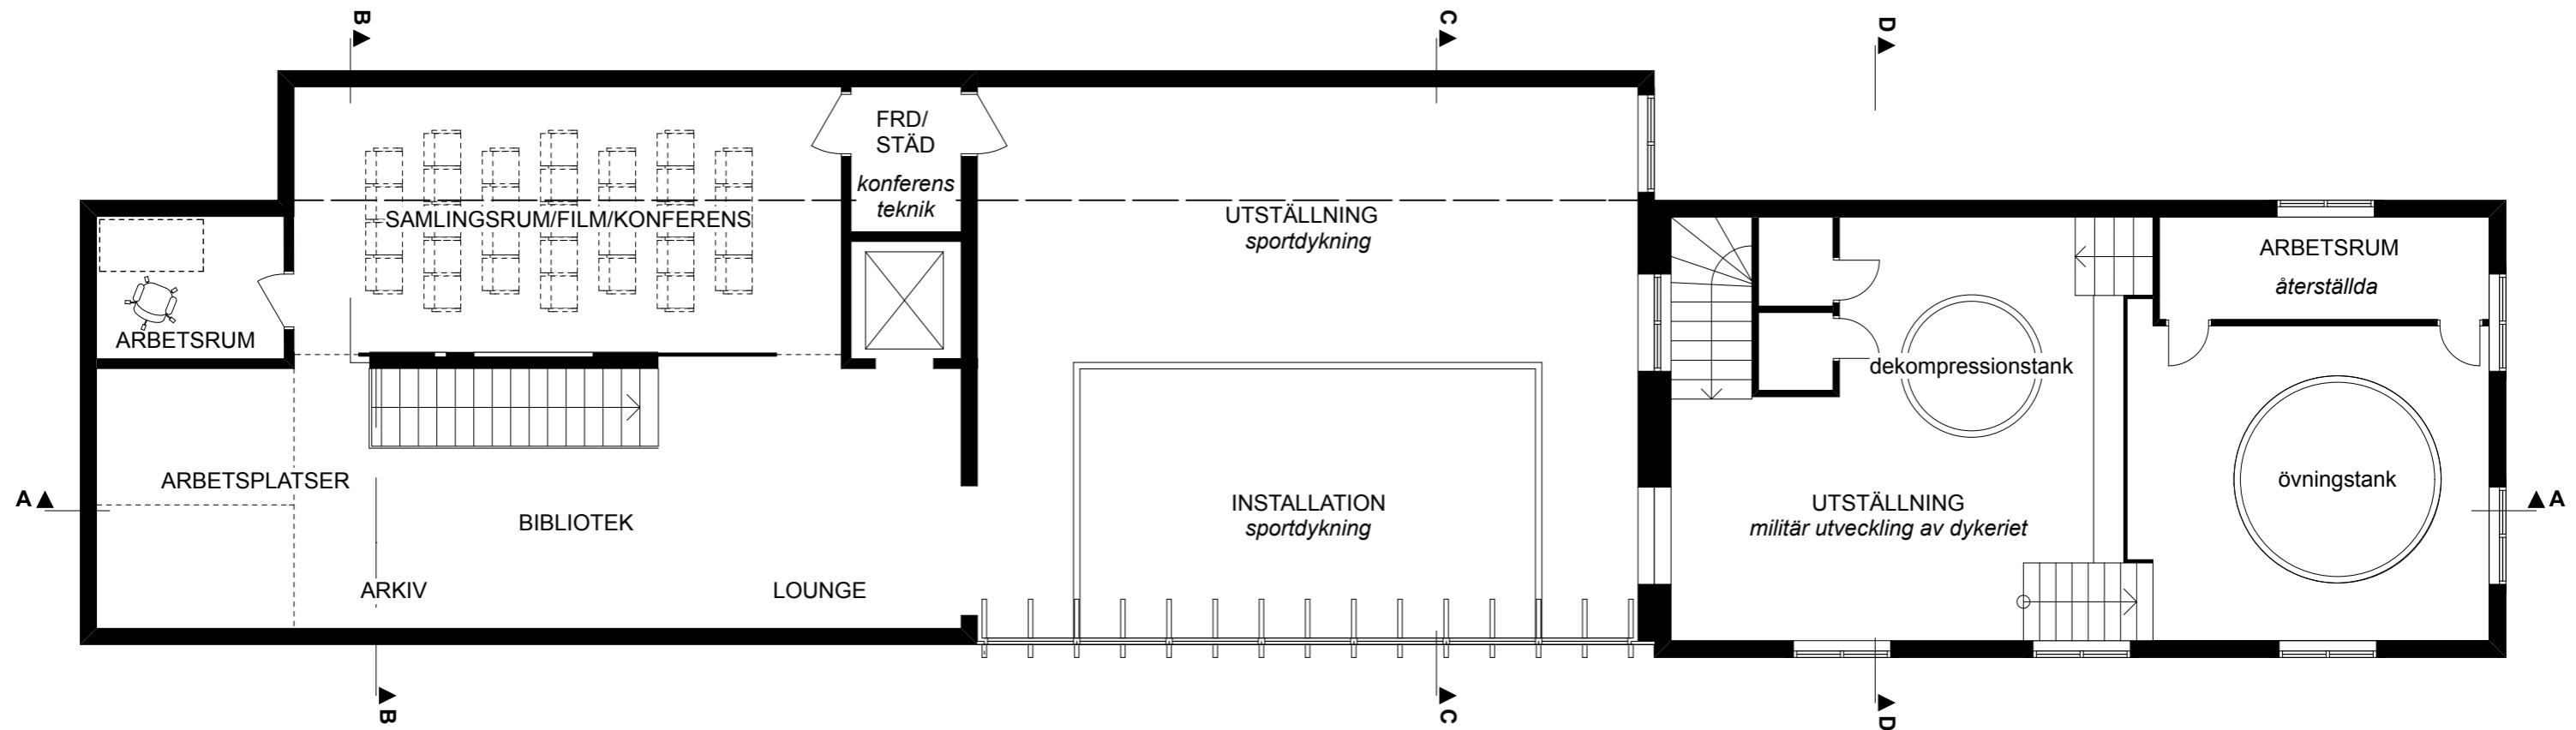 B
C
D
FRD/
STÄD
konferens
teknik
SAMLINGSRUM/FILM/KONFERENS
UTSTÄLLNING
sportdykning
ARBETSRUM
återställda
ARBETSRUM
dekompressionstank
ARBETSPLATSER
övningstank
A
A
INSTALLATION
sportdykning
UTSTÄLLNING
militär utveckling av dykeriet
BIBLIOTEK
ARKIV
LOUNGE
B
C
D